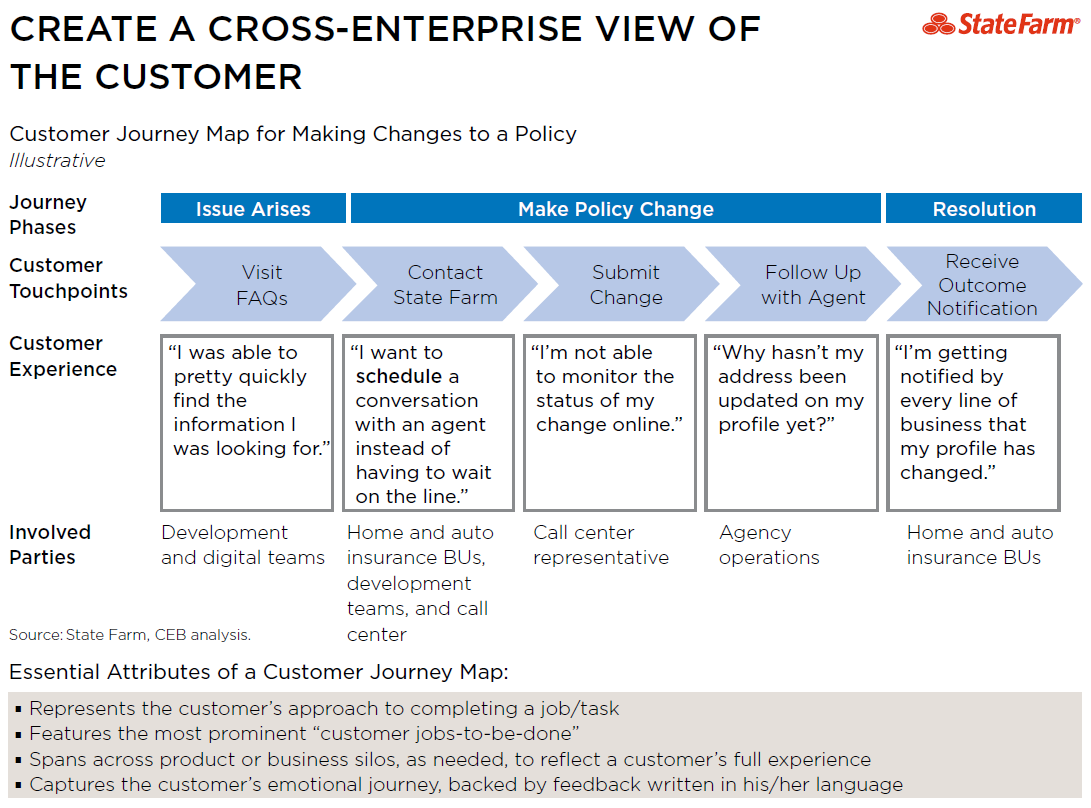 CREATE A CROSS-ENTERPRISE VIEW OF
THE CUSTOMER
StateFarm®
Customer Journey Map for Making Changes to a Policy
Illustrative
Journey
Phases
Issue Arises
Make Policy Change
Resolution
Customer
Touchpoints
Visit
FAQs
Contact
State Farm
Submit
Change
Follow Up
with Agent
Receive
Outcome
Notification
Customer
Experience
“I was able to
pretty quickly
find the
information I
was looking for.”
“I want to
schedule a
conversation
with an agent
instead of
having to wait
on the line.”
“I’m not able
to monitor the
status of my
change online.”
“Why hasn’t my
address been
updated on my
profile yet?”
“I’m getting
notified by
every line of
business that
my profile has
changed.”
Involved
Parties
Development
and digital teams
Home and auto
insurance BUs,
development
teams, and call
center
Call center
representative
Agency
operations
Home and auto
insurance BUs
Source: State Farm, CEB analysis.
Essential Attributes of a Customer Journey Map:
▪ Represents the customer’s approach to completing a job/task
▪ Features the most prominent “customer jobs-to-be-done”
▪ Spans across product or business silos, as needed, to reflect a customer’s full experience
▪ Captures the customer’s emotional journey, backed by feedback written in his/her language